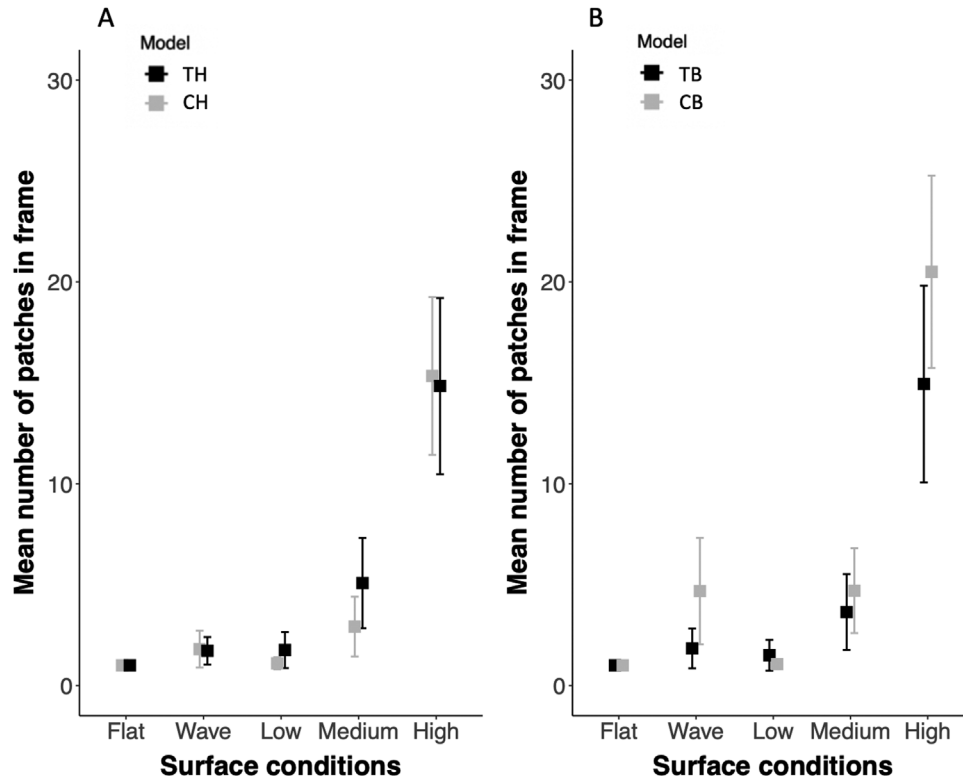 A
Model
TH
CH
Mean number of patches in frame
30
20
10
0
Flat Wave Low Medium High
Surface conditions
B
Model
TB
CB
Mean number of patches in frame
30
20
10
0
Flat Wave Low Medium High
Surface conditions